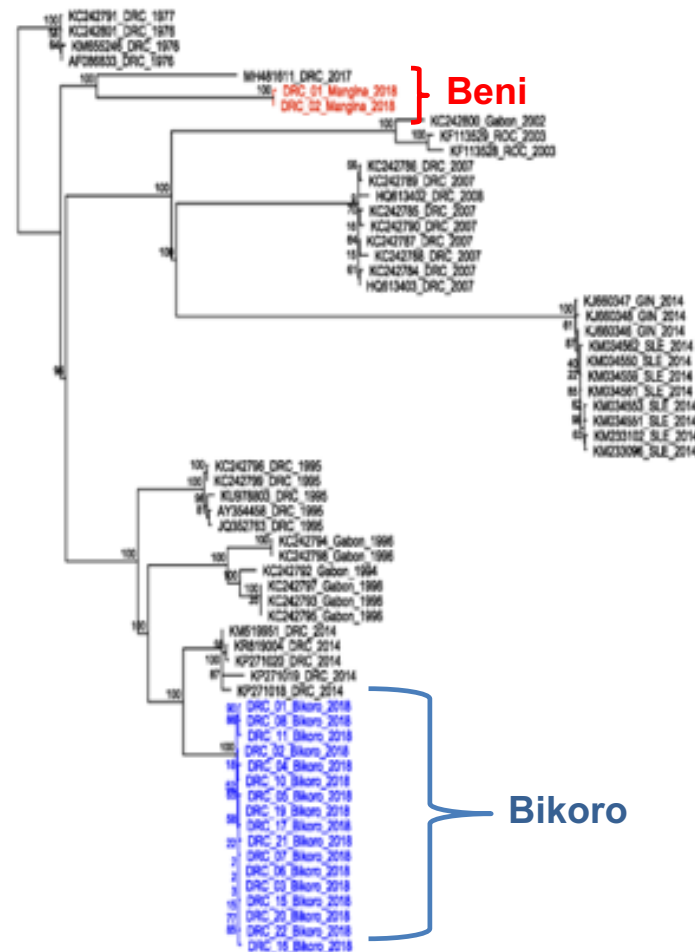 KC242791_DRC_1977
KC242801_DRC_1976
KM655246_DRC_1976
AF086833_DRC_1976
MH481611_DRC_2017
DRC_01_Mangina_2018
DRC_02_Mangina_2018
Beni
KC242800_Gabon_2002
KF113529_ROC_2003
KF113528_ROC_2003
KC242786_DRC_2007
KC242789_DRC_2007
HQ613402_DRC_2008
KC242785_DRC_2007
KC242790_DRC_2007
KC242787_DRC_2007
KC242788_DRC_2007
KC242784_DRC_2007
HQ613403_DRC_2007
KJ660347_GIN_2014
KJ660348_GIN_2014
KJ660346_GIN_2014
KM034562_SLE_2014
KM034550_SLE_2014
KM034559_SLE_2014
KM034561_SLE_2014
KM034553_SLE_2014
KM034551_SLE_2014
KM233102_SLE_2014
KM233096_SLE_2014
KC242796_DRC_1995
KC242799_DRC_1995
KU978803_DRC_1995
AY354458_DRC_1995
JQ352763_DRC_1995
KC242794_Gabon_1996
KC242798_Gabon_1996
KC242792_Gabon_1994
KC242797_Gabon_1996
KC242793_Gabon_1996
KC242795_Gabon_1996
KM519951_DRC_2014
KR819004_DRC_2014
KP271020_DRC_2014
KP271019_DRC_2014
KP271018_DRC_2014
DRC_01_Bikoro_2018
DRC_08_Bikoro_2018
DRC_11_Bikoro_2018
DRC_02_Bikoro_2018
DRC_04_Bikoro_2018
DRC_10_Bikoro_2018
DRC_05_Bikoro_2018
DRC_19_Bikoro_2018
DRC_17_Bikoro_2018
DRC_21_Bikoro_2018
DRC_07_Bikoro_2018
DRC_06_Bikoro_2018
DRC_03_Bikoro_2018
DRC_15_Bikoro_2018
DRC_20_Bikoro_2018
DRC_22_Bikoro_2018
DRC_16_Bikoro_2018
Bikoro